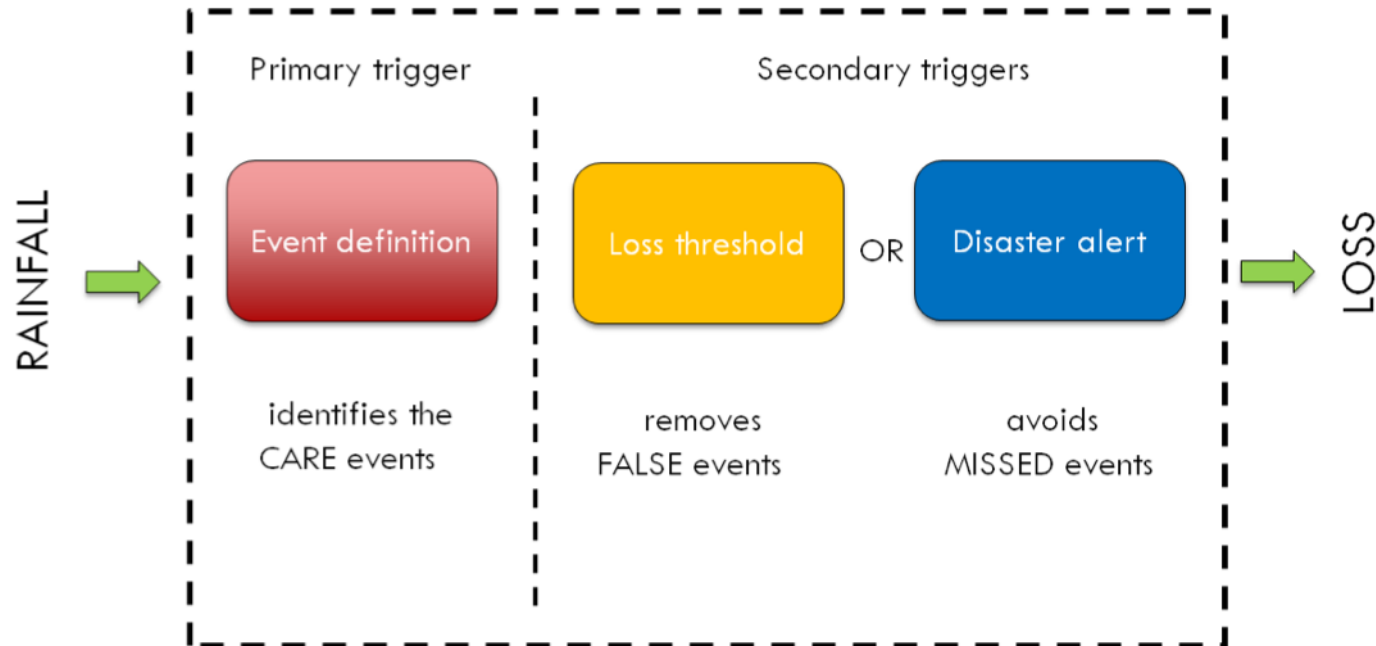 RAINFALL
Primary trigger
Event definition
identifies the
CARE events
Secondary triggers
Loss threshold
OR
Disaster alert
removes
FALSE events
avoids
MISSED events
LOSS